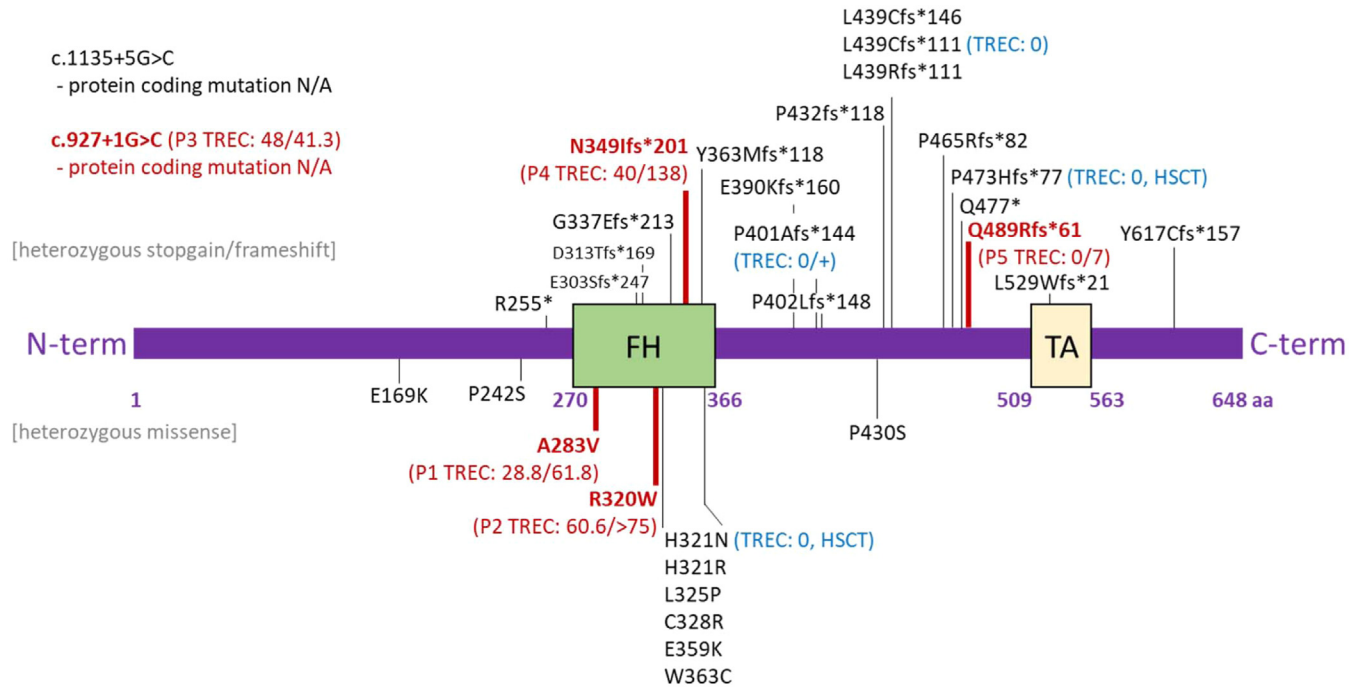 c.1135+5G>C
- protein coding mutation N/A
c.927+1G>C (P3 TREC: 48/41.3)
- protein coding mutation N/A
[heterozygous stopgain/frameshift]
L439Cfs*146
L439Cfs*111 (TREC: 0)
L439Rfs*111
P432fs*118
N349Ifs*201
(P4 TREC: 40/138)
Y363Mfs*118
E390Kfs*160
P465Rfs*82
P473Hfs*77 (TREC: 0, HSCT)
Q477*
G337Efs*213
P401Afs*144
(TREC: 0/+)
Q489Rfs*61
(P5 TREC: 0/7)
Y617Cfs*157
D313Tfs*169
E303Sfs*247
L529Wfs*21
R255*
P402Lfs*148
N-term
FH
TA
C-term
E169K
P242S
1
270
366
509
563
648 aa
[heterozygous missense]
P430S
A283V
(P1 TREC: 28.8/61.8)
R320W
(P2 TREC: 60.6/>75)
H321N (TREC: 0, HSCT)
H321R
L325P
C328R
E359K
W363C